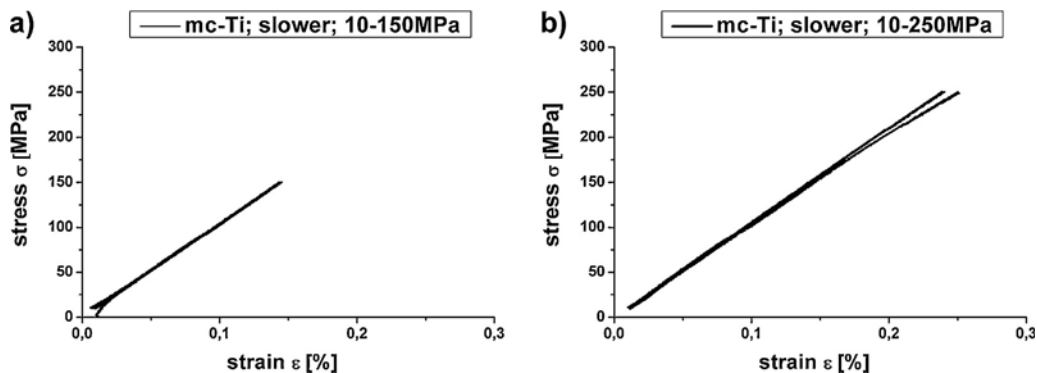 a)
mc-Ti; slower; 10-150MPa
300
250
200
150
100
50
0
stress σ [MPa]
0,0 0,1 0,2 0,3
strain ε [%]
b)
mc-Ti; slower; 10-250MPa
300
250
200
150
100
50
0
stress σ [MPa]
0,0 0,1 0,2 0,3
strain ε [%]